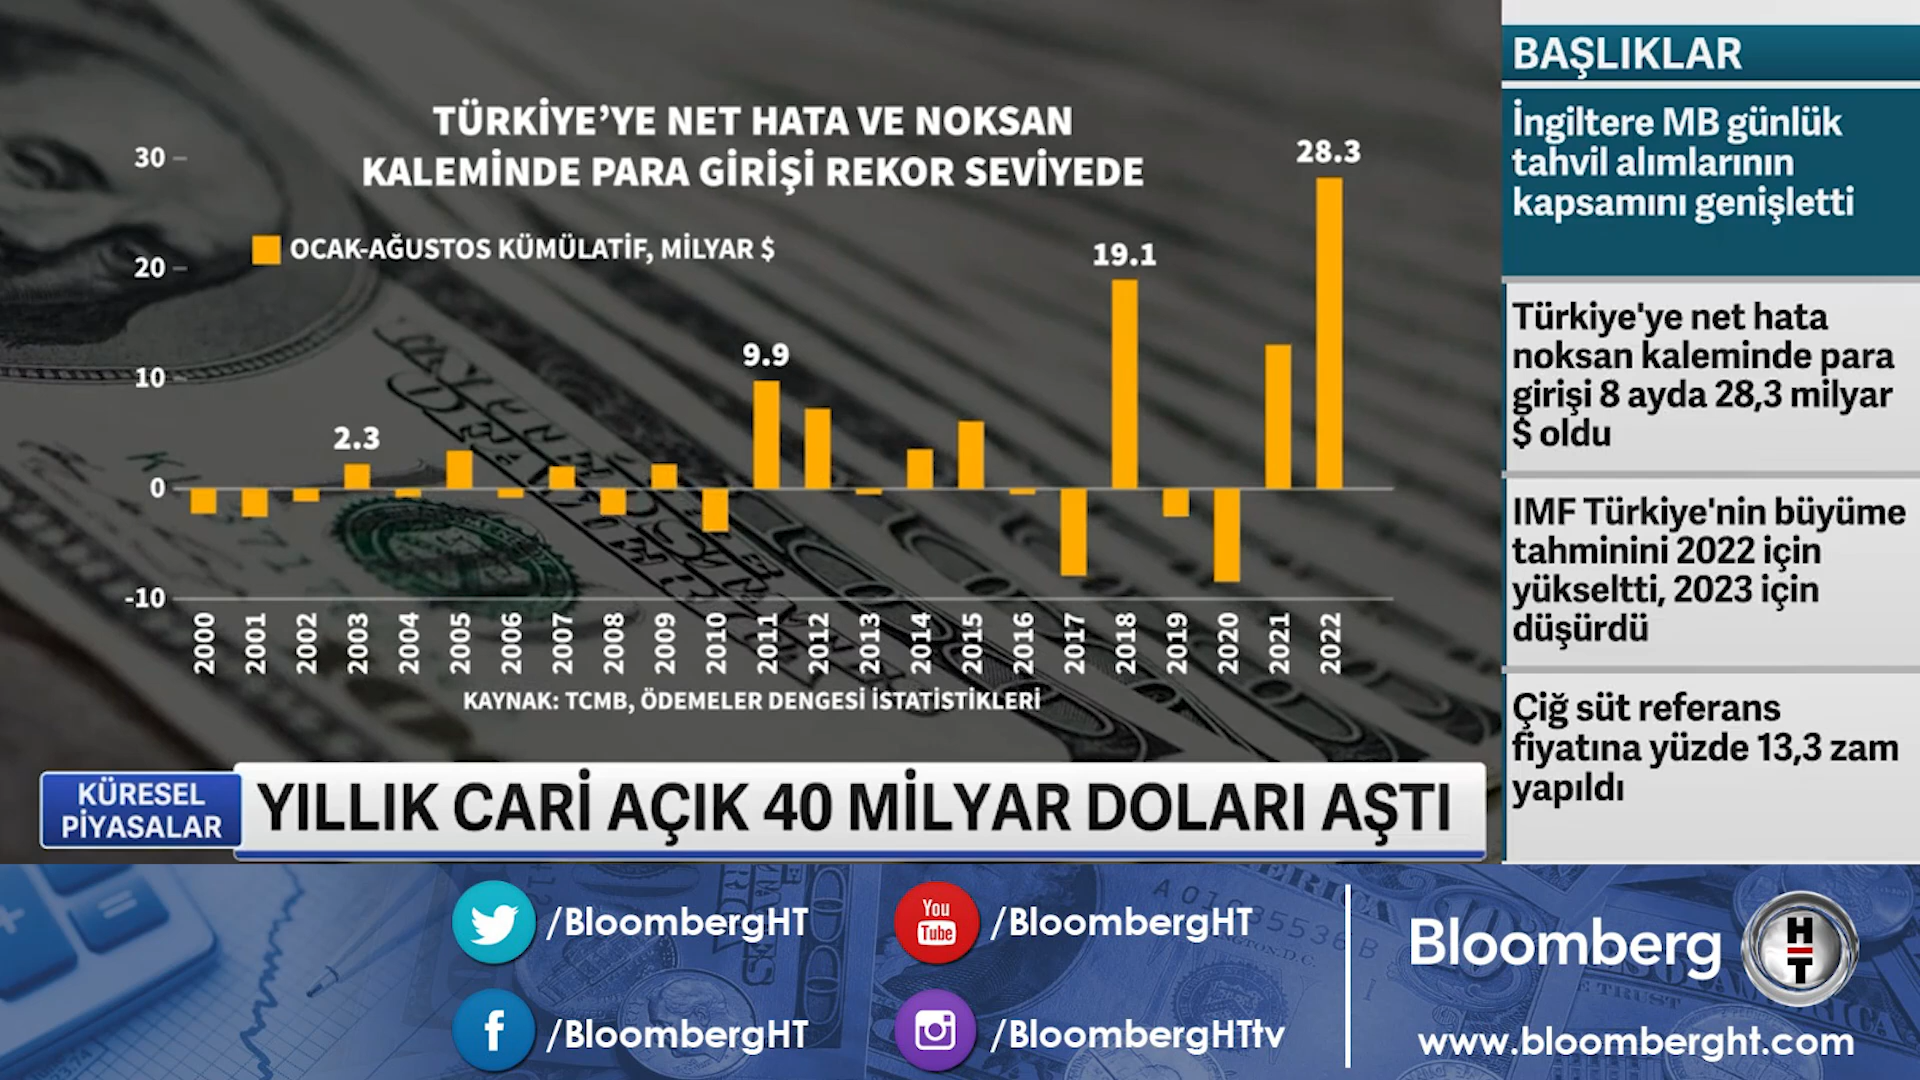 TÜRKİYE’YE NET HATA VE NOKSAN
KALEMİNDE PARA GİRİŞİ REKOR SEVİYEDE
OCAK-AĞUSTOS KÜMÜLATİF, MİLYAR $
30
20
10
0
-10
2.3
9.9
19.1
28.3
2000
2001
2002
2003
2004
2005
2006
2007
2008
2009
2010
2011
2012
2013
2014
2015
2016
2017
2018
2019
2020
2021
2022
KAYNAK: TCMB, ÖDEMELER DENGESİ İSTATİSTİKLERİ
BAŞLIKLAR
İngiltere MB günlük
tahvil alımlarının
kapsamını genişletti
Türkiye'ye net hata
noksan kaleminde para
girişi 8 ayda 28,3 milyar
$ oldu
IMF Türkiye'nin büyüme
tahminini 2022 için
yükseltti, 2023 için
düşürdü
Çiğ süt referans
fiyatına yüzde 13,3 zam
yapıldı
KÜRESEL
PİYASALAR
YILLIK CARİ AÇIK 40 MİLYAR DOLARI AŞTI
/BloombergHT
You
Tube
/BloombergHT
f
/BloombergHT
/BloombergHTtv
Bloomberg
H
T
www.bloomberght.com